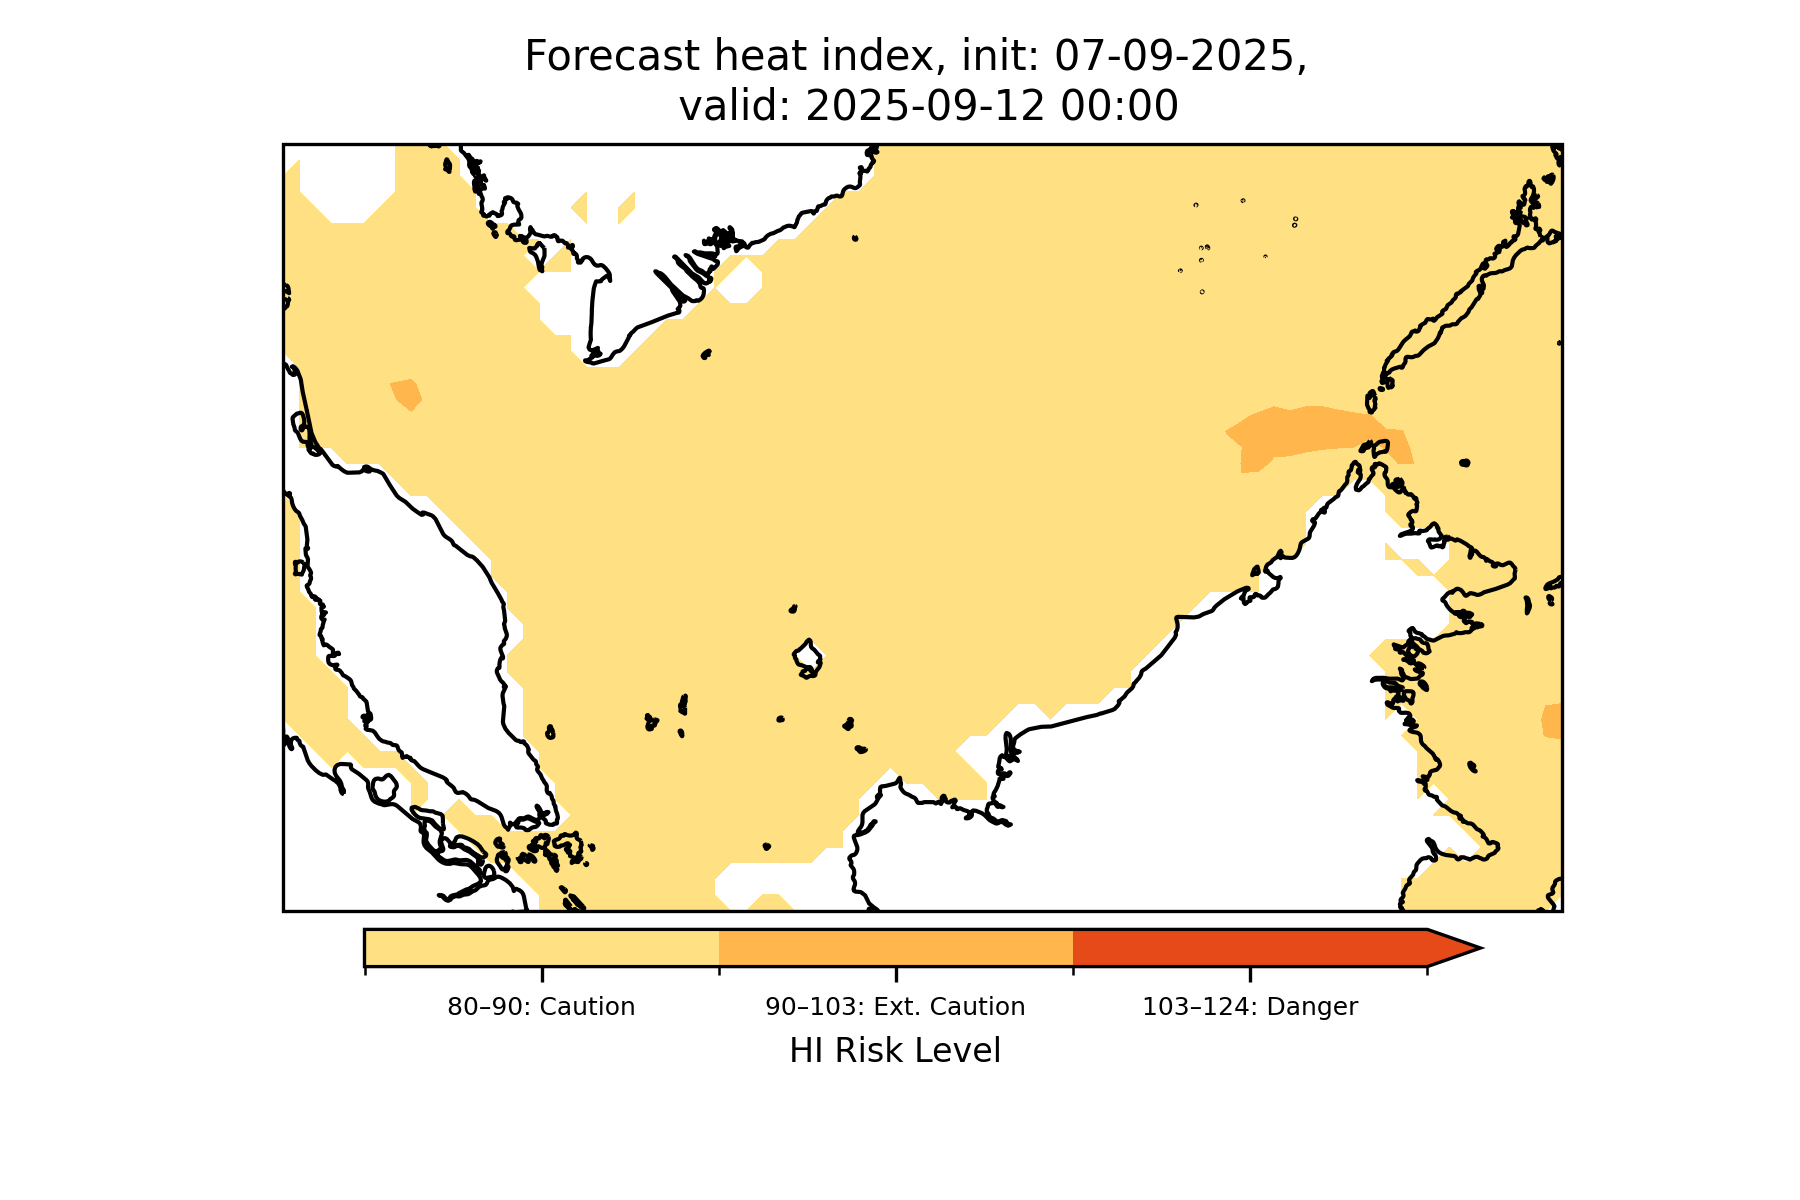 Forecast heat index, init: 07-09-2025,
valid: 2025-09-12 00:00
80–90: Caution
90–103: Ext. Caution
103–124: Danger
HI Risk Level